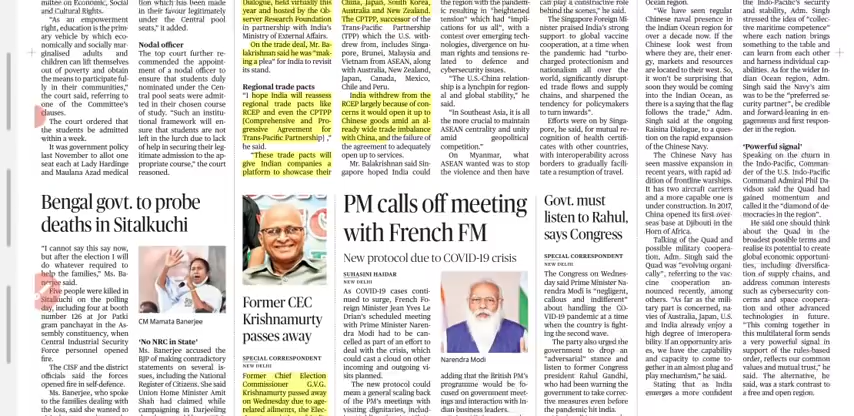 mittee on Economic, Social
and Cultural Rights.
"As an empowerment
right, education is the primary
vehicle by which eco-
nomically and socially mar-
ginalised adults and
children can lift themselves
out of poverty and obtain
the means to participate ful-
ly in their communities,"
the court said, referring to
one of the Committee's
clauses.
The court ordered that
the students be admitted
within a week.
It was government policy
last November to allot one
seat each at Lady Hardinge
and Maulana Azad medical
tion which has been made
in their favour legitimately
under the Central pool
seats," it added.
Nodal officer
The top court further re-
commended the appoint-
ment of a nodal officer to
ensure that students duly
nominated under the Cen-
tral pool seats were admit-
ted in their chosen course
of study. "Such an institu-
tional framework will en-
sure that students are not
left in the lurch due to lack
of help in securing their leg-
itimate admission to the ap-
propriate course," the court
reasoned.
Dialogue, held virtually this
year and hosted by the Ob-
server Research Foundation
in partnership with India's
Ministry of External Affairs.
On the trade deal, Mr. Ba-
lakrishnan said he was "mak-
ing a plea" for India to revisit
its stand.
Regional trade pacts
"I hope India will reassess
regional trade pacts like
RCEP and even the CPTPP
[Comprehensive and Pro-
gressive Agreement for
Trans-Pacific Partnership] ,"
he said.
"These trade pacts will
give Indian companies a
platform to showcase their
China, Japan, South Korea,
Australia and New Zealand.
The CPTPP, successor of the
Trans-Pacific Partnership
(TPP) which the U.S. with-
drew from, includes Singa-
pore, Brunei, Malaysia and
Vietnam from ASEAN, along
with Australia, New Zealand,
Japan, Canada, Mexico,
Chile and Peru.
India withdrew from the
RCEP largely because of con-
cerns it would open it up to
Chinese goods amid an al-
ready wide trade imbalance
with China, and the failure of
the agreement to adequately
open up to services.
Mr. Balakrishnan said Sin-
gapore hoped India could
the region with the pandem-
ic resulting in "heightened
tension" which had "impli-
cations for us all", with a
contest over emerging tech-
nologies, divergence on hu-
man rights and tensions re-
lated to defence and
cybersecurity issues.
"The U.S.-China relation-
ship is a lynchpin for region-
al and global stability," he
said.
"In Southeast Asia, it is all
the more crucial to maintain
ASEAN centrality and unity
amid geopolitical
competition."
On Myanmar, what
ASEAN wanted was to stop
the violence and then have
can play a constructive role
behind the scenes," he said.
The Singapore Foreign Mi-
nister praised India's strong
support to global vaccine
cooperation, at a time when
the pandemic had "turbo-
charged protectionism and
nationalism all over the
world, significantly disrupt-
ed trade flows and supply
chains, and sharpened the
tendency for policymakers
to turn inwards".
Efforts were on by Singa-
pore, he said, for mutual re-
cognition of health certifi-
cates with other countries,
with interoperability across
borders to gradually facili-
tate a resumption of travel.
Ocean region.
"We have seen regular
Chinese naval presence in
the Indian Ocean region for
over a decade now. If the
Chinese look west from
where they are, their ener-
gy, markets and resources
are located to their west. So,
it won't be surprising that
soon they would be coming
into the Indian Ocean, as
there is a saying that the flag
follows the trade," Adm.
Singh said at the ongoing
Raisina Dialogue, to a ques-
tion on the rapid expansion
of the Chinese Navy.
The Chinese Navy has
seen massive expansion in
recent years, with rapid ad-
dition of frontline warships.
It has two aircraft carriers
and a more capable one is
under construction. In 2017,
China opened its first over-
seas base at Djibouti in the
Horn of Africa.
Talking of the Quad and
possible military coopera-
tion, Adm. Singh said the
Quad was "evolving organi-
cally", referring to the vac-
cine cooperation an-
nounced recently, among
others. "As far as the mili-
tary part is concerned, na-
vies of Australia, Japan, U.S.
and India already enjoy a
high degree of interopera-
bility. If an opportunity aris-
es, we have the capability
and capacity to come to-
gether in an almost plug and
play mechanism," he said.
Stating that as India
emerges a more confident
the Indo-Pacific's security
and stability, Adm. Singh
stressed the idea of "collec-
tive maritime competency"
where each nation brings
something to the table and
can learn from each other
and harness individual capa-
bilities. As for the wider In-
dian Ocean region, Adm.
Singh said the Navy's aim
was to be the "preferred se-
curity partner", be credible
and forward-leaning in en-
gagements and first respon-
der in the region.
'Powerful signal'
Speaking on the churn in
the Indo-Pacific, Comman-
der of the U.S. Indo-Pacific
Command Admiral Phil Da-
vidson said the Quad had
gained momentum and
called it the "diamond of de-
mocracies in the region".
He said one should think
about the Quad in the
broadest possible terms and
realise its potential to create
global economic opportuni-
ties, including diversifica-
tion of supply chains, and
address common interests
such as cybersecurity con-
cerns and space coopera-
tion and other advanced
technologies in future.
"This coming together in
this multilateral form sends
a very powerful signal in
support of the rules-based
order, reflects our common
values and mutual trust," he
said. The alternative, he
said, was a stark contrast to
a free and open region.
Bengal govt. to probe
deaths in Sitalkuchi
"I cannot say this say now,
but after the election I will
do whatever required to
help the families," Ms. Ba-
nerjee said.
Five people were killed in
Sitalkuchi on the polling
day, including four at booth
number 126 at Jor Patki
gram panchayat in the As-
sembly constituency, when
Central Industrial Security
Force personnel opened
fire.
The CISF and the district
officials said the forces
opened fire in self-defence.
Ms. Banerjee, who spoke
to the families dealing with
the loss, said she wanted to
CM Mamata Banerjee
'No NRC in State'
Ms. Banerjee accused the
BJP of making contradictory
statements on several is-
sues, including the National
Register of Citizens. She said
Union Home Minister Amit
Shah had claimed while
campaigning in Darjeeling
Former CEC
Krishnamurty
passes away
SPECIAL CORRESPONDENT
NEW DELHI
Former Chief Election
Commissioner G.V.G.
Krishnamurty passed away
on Wednesday due to age-
related ailments, the Elec-
PM calls off meeting
with French FM
New protocol due to COVID-19 crisis
SUHASINI HAIDAR
NEW DELHI
As COVID-19 cases conti-
nued to surge, French Fo-
reign Minister Jean Yves Le
Drian's scheduled meeting
with Prime Minister Naren-
dra Modi had to be can-
celled as part of an effort to
deal with the crisis, which
could cast a cloud on other
incoming and outgoing vi-
sits planned.
The new protocol could
mean a general scaling back
of the PM's meetings with
visiting dignitaries, includ-
Narendra Modi
adding that the British PM's
programme would be fo-
cused on government meet-
ings and interaction with In-
dian business leaders.
Govt. must
listen to Rahul,
says Congress
SPECIAL CORRESPONDENT
NEW DELHI
The Congress on Wednes-
day said Prime Minister Na-
rendra Modi is "negligent,
callous and indifferent"
about handling the CO-
VID-19 pandemic at a time
when the country is fight-
ing the second wave.
The party also urged the
government to drop an
"adversarial" stance and
listen to former Congress
president Rahul Gandhi,
who had been warning the
government to take correc-
tive measures even before
the pandemic hit India.